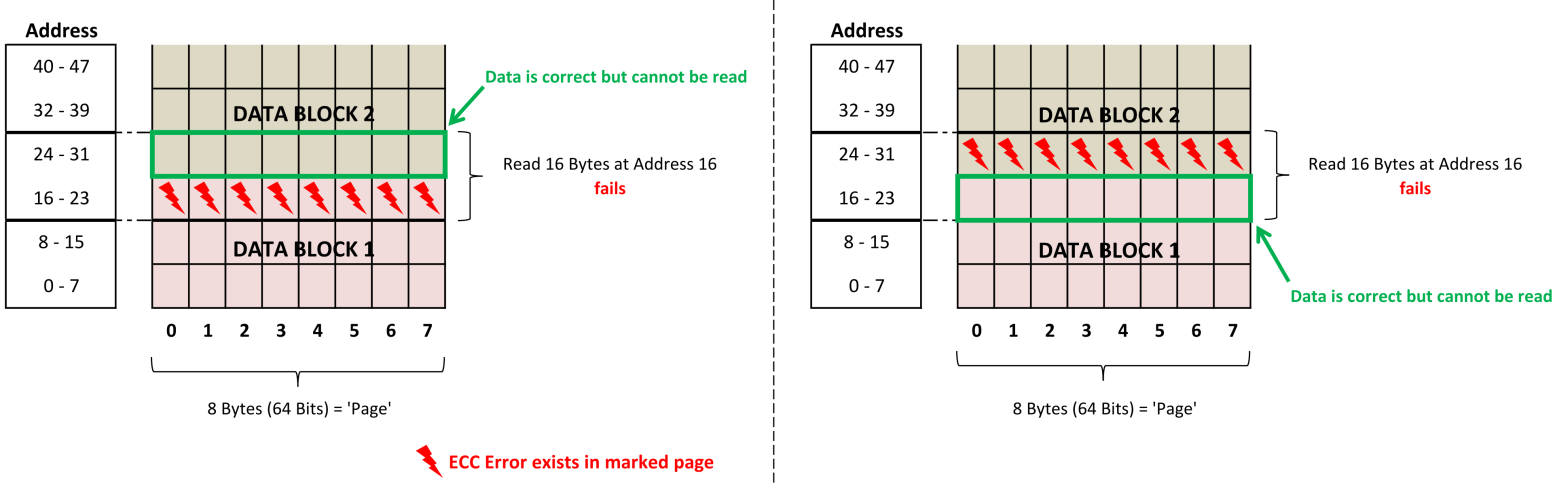 Address
40 - 47
32 - 39
24 - 31
16 - 23
8 - 15
0 - 7
DATA BLOCK 2
DATA BLOCK 1
0 1 2 3 4 5 6 7
8 Bytes (64 Bits) = 'Page'
Data is correct but cannot be read
Read 16 Bytes at Address 16
fails
ECC Error exists in marked page
Address
40 - 47
32 - 39
24 - 31
16 - 23
8 - 15
0 - 7
DATA BLOCK 2
DATA BLOCK 1
0 1 2 3 4 5 6 7
8 Bytes (64 Bits) = 'Page'
Read 16 Bytes at Address 16
fails
Data is correct but cannot be read